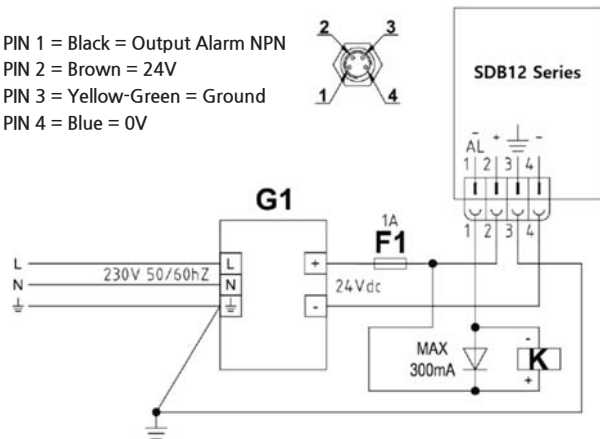 PIN 1 = Black = Output Alarm NPN
PIN 2 = Brown = 24V
PIN 3 = Yellow-Green = Ground
PIN 4 = Blue = 0V
2 3
1 4
SDB12 Series
AL - + -
1 2 3 4
1 2 3 4
G1
1A
F1
L
N
230V 50/60hZ
L
N
+
-
24Vdc
MAX
300mA
-
K
+